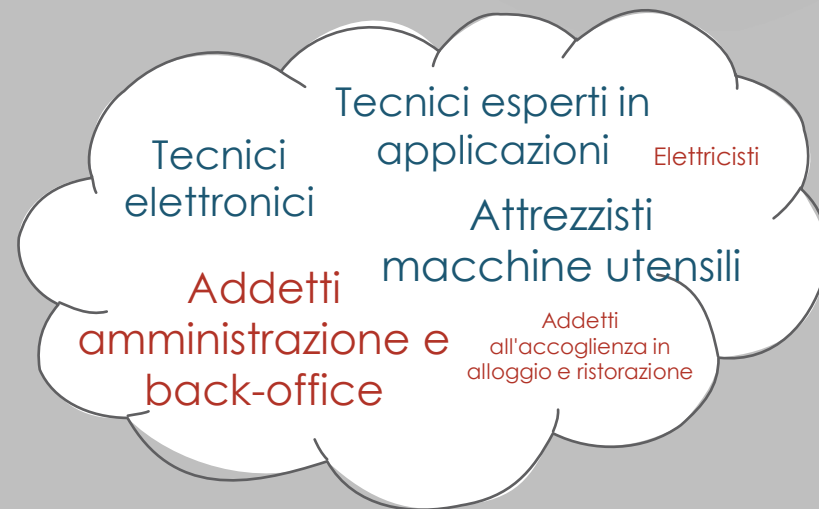 Tecnici esperti in
applicazioni
Elettricisti
Tecnici
elettronici
Attrezzisti
macchine utensili
Addetti
amministrazione e
back-office
Addetti
all'accoglienza in
alloggio e ristorazione